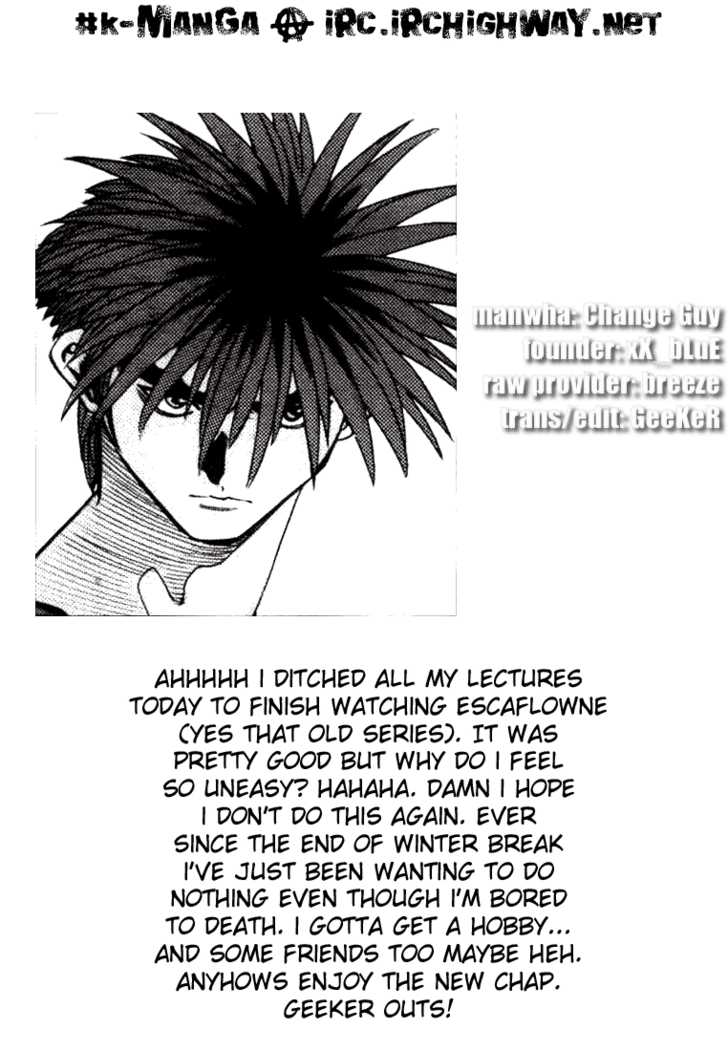 #k-MANGA @ iRC.iRCHiGHWAY.NeT
manwha: Change Guy
founder: xX_bLuE
raw provider: breeze
trans/edit: GeeKeR
AHHHHH I DITCHED ALL MY LECTURES
TODAY TO FINISH WATCHING ESCAFLOWNE
(YES THAT OLD SERIES). IT WAS
PRETTY GOOD BUT WHY DO I FEEL
SO UNEASY? HAHAHA. DAMN I HOPE
I DON'T DO THIS AGAIN. EVER
SINCE THE END OF WINTER BREAK
I'VE JUST BEEN WANTING TO DO
NOTHING EVEN THOUGH I'M BORED
TO DEATH. I GOTTA GET A HOBBY...
AND SOME FRIENDS TOO MAYBE HEH.
ANYHOWS ENJOY THE NEW CHAP.
GEEKER OUTS!